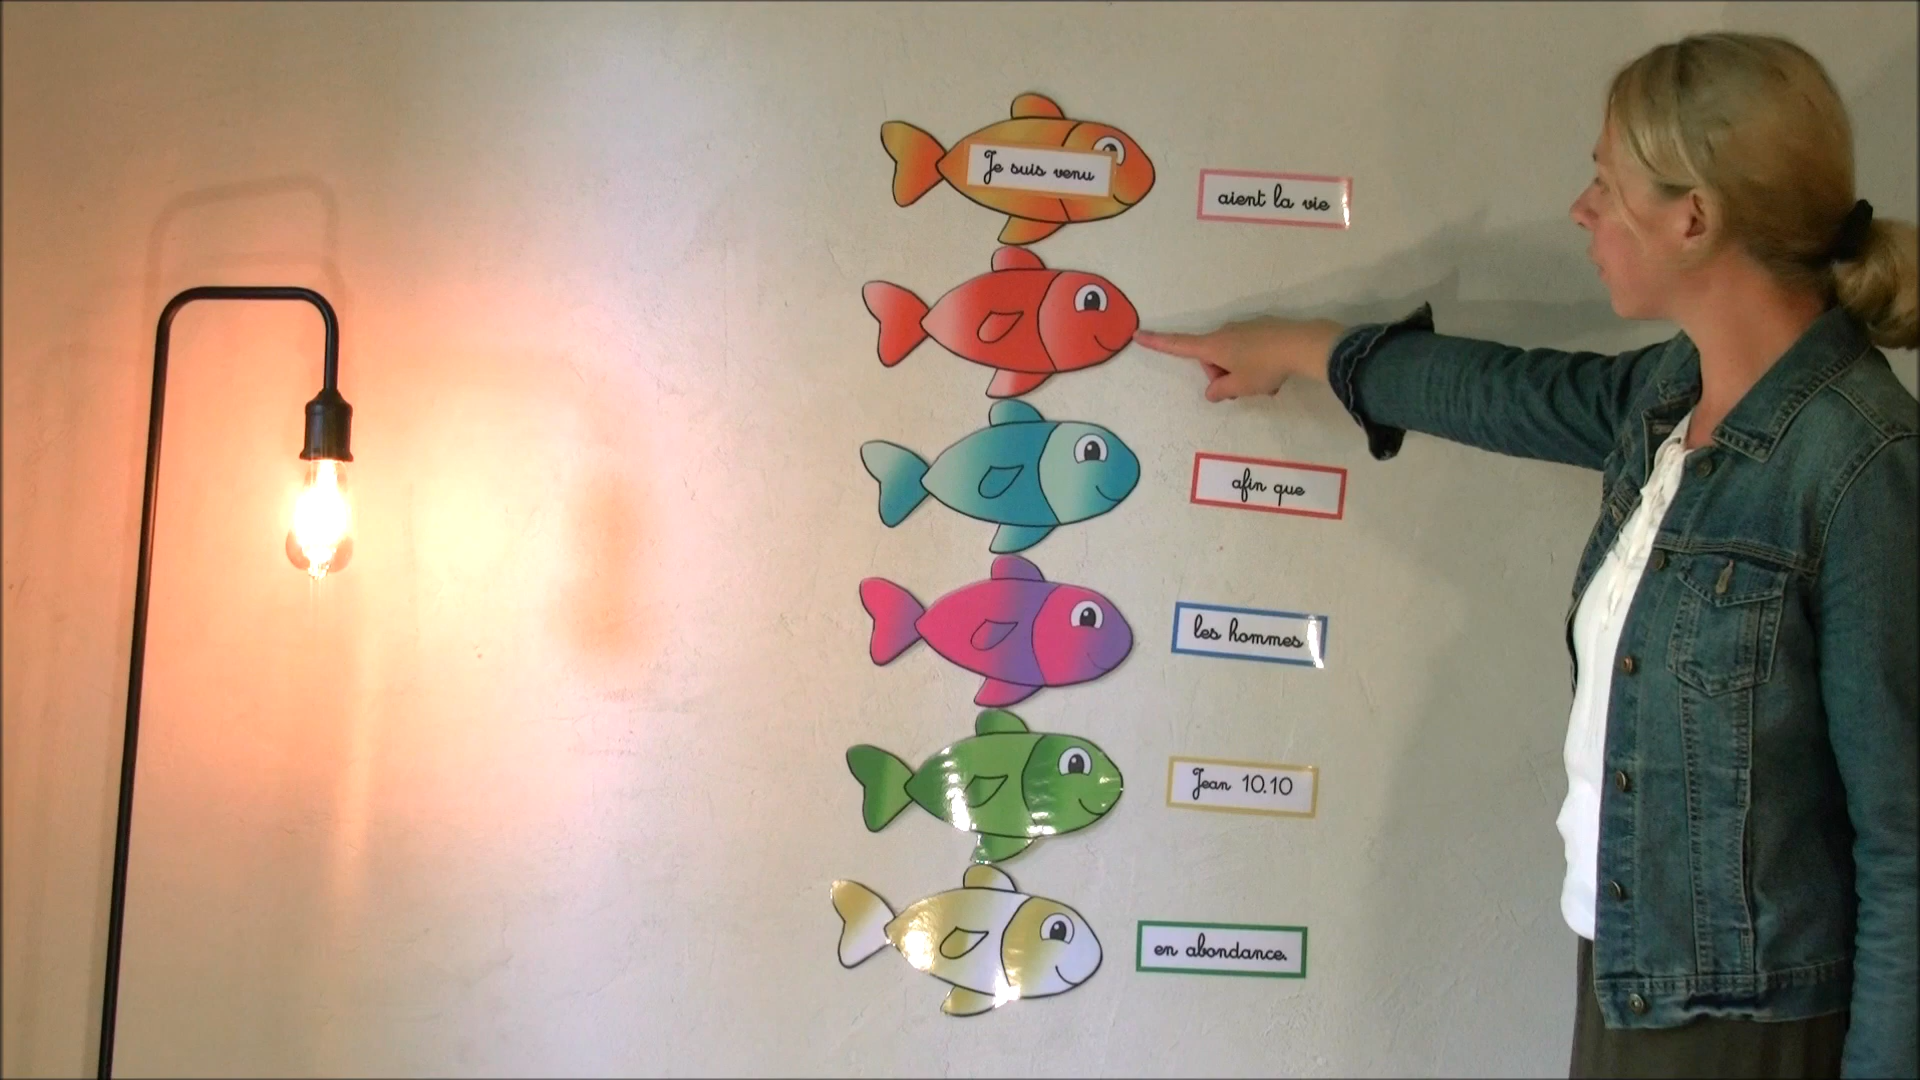 Je suis venu
aient la vie
afin que
les hommes
Jean 10.10
en abondance.